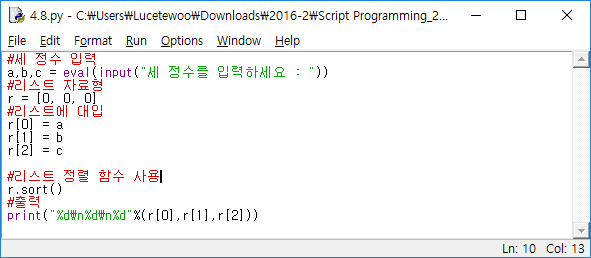 4.8.py - C:₩Users₩Lucetewoo₩Downloads₩2016-2₩Script Programming_2...
File Edit Format Run Options Window Help
#세 정수 입력
a,b,c = eval(input("세 정수를 입력하세요 : "))
#리스트 자료형
r = [0, 0, 0]
#리스트에 대입
r[0] = a
r[1] = b
r[2] = c
#리스트 정렬 함수 사용
r.sort()
#출력
print("%d₩n%d₩n%d"%(r[0],r[1],r[2]))
Ln: 10 Col: 13